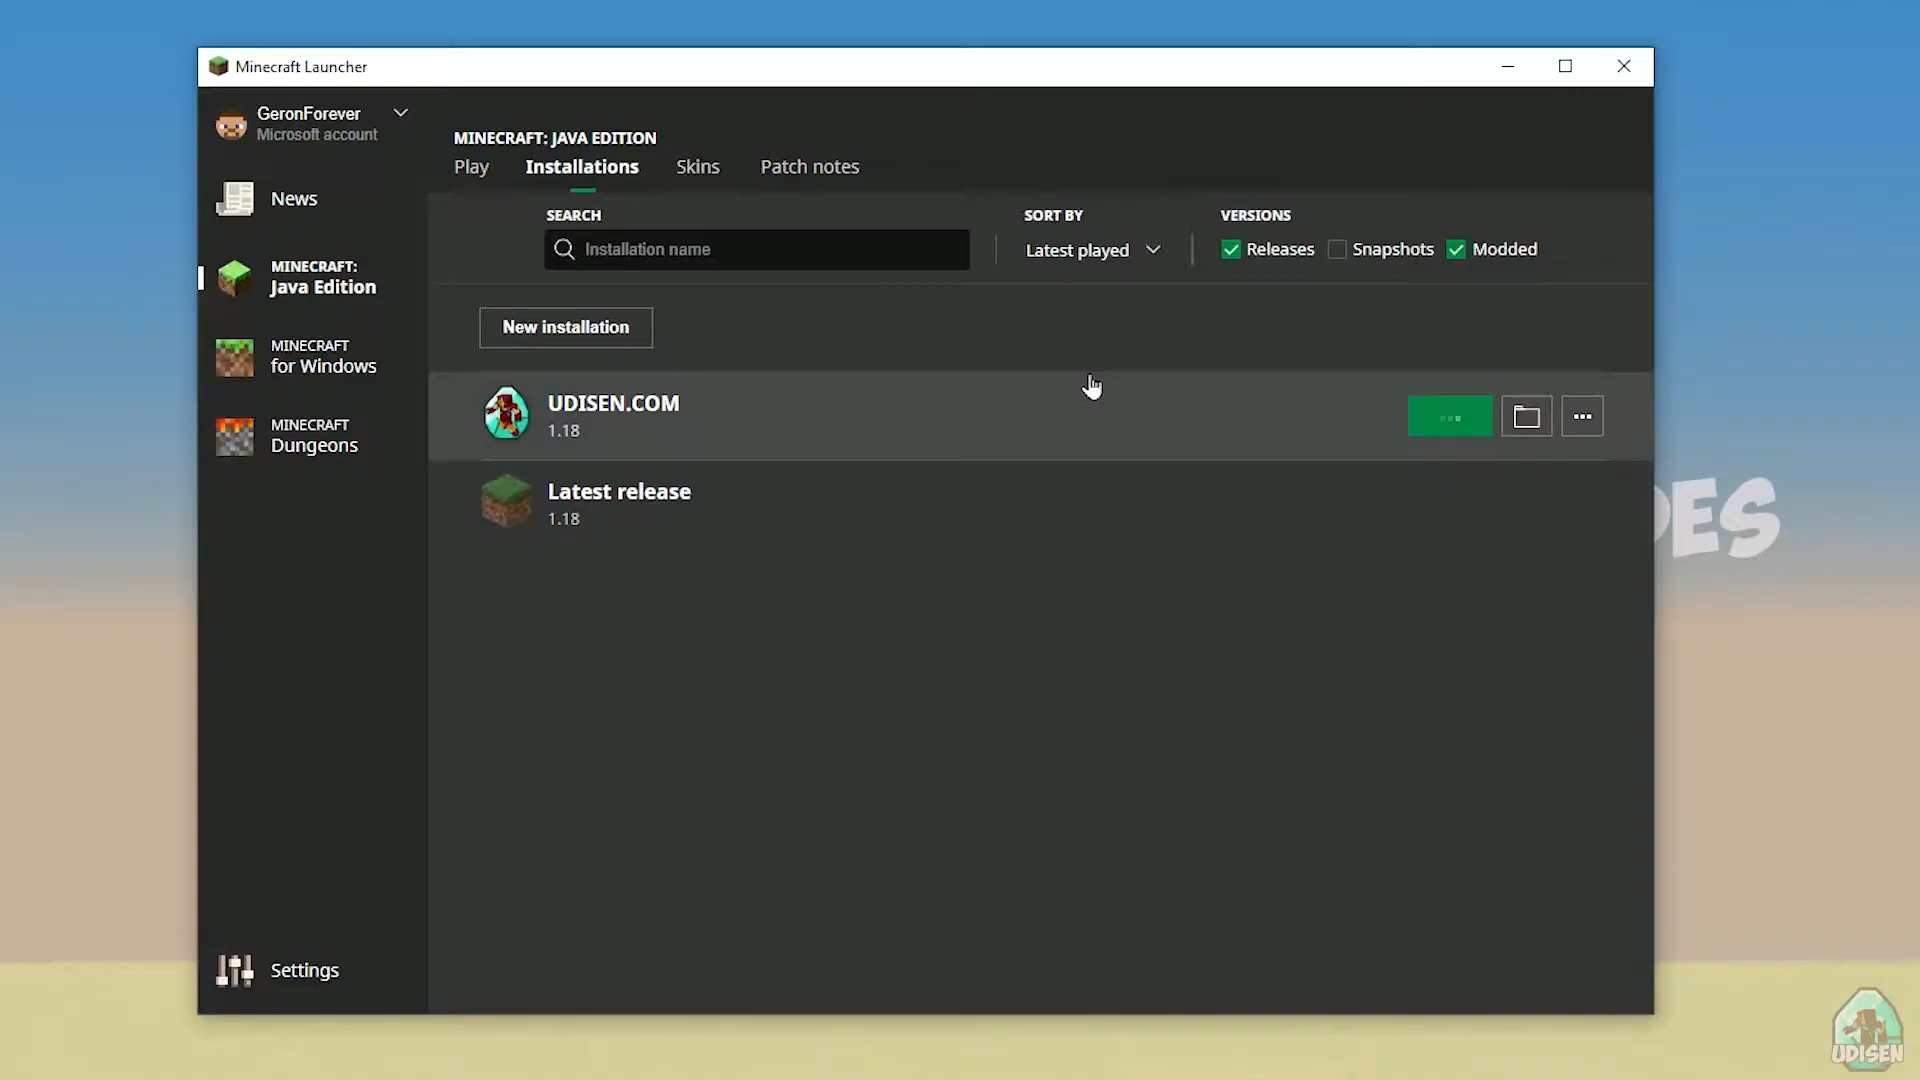 Minecraft Launcher
GeronForever
Microsoft account
News
MINECRAFT:
Java Edition
MINECRAFT
for Windows
MINECRAFT
Dungeons
Settings
MINECRAFT: JAVA EDITION
Play Installations Skins Patch notes
SEARCH SORT BY VERSIONS
Installation name Latest played Releases Snapshots Modded
New installation
UDISEN.COM
1.18
Latest release
1.18
UDISEN